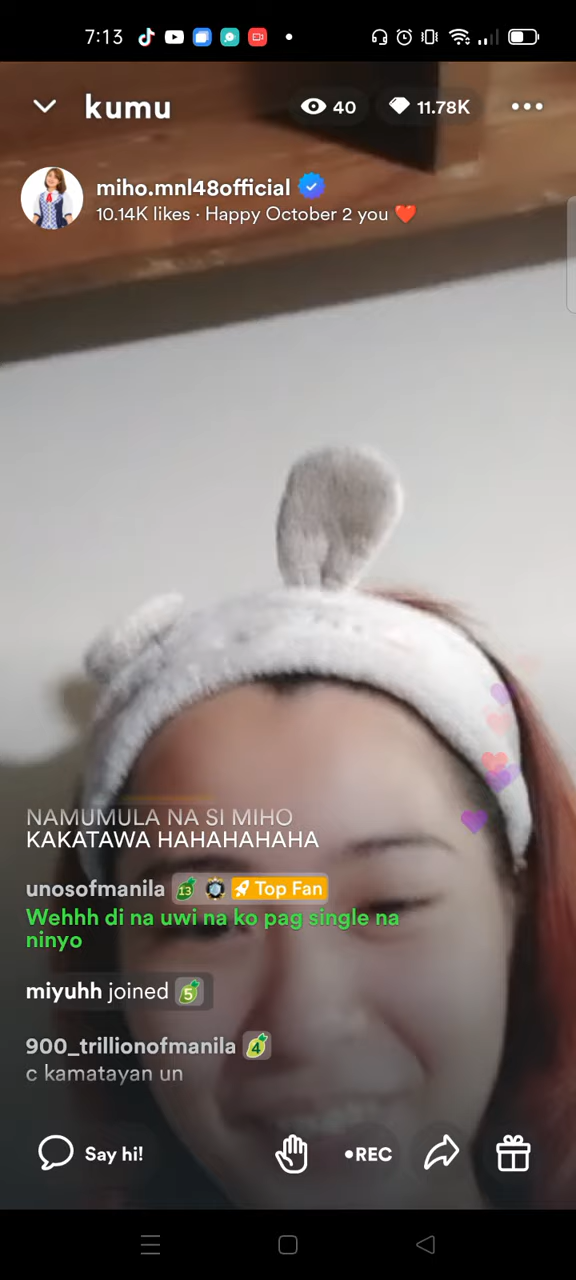 7:13
kumu
40
11.78K
miho.mnl48official
10.14K likes · Happy October 2 you ❤️
NAMUMULA NA SI MIHO
KAKATAWA HAHAHAHAHA
unosofmanila 13 Top Fan
Wehhh di na uwi na ko pag single na
ninyo
miyuhh joined 5
900_trillionofmanila 4
c kamatayan un
Say hi!
•REC